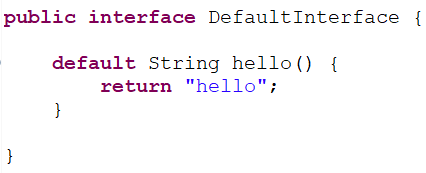 public interface DefaultInterface {
default String hello() {
return "hello";
}
}